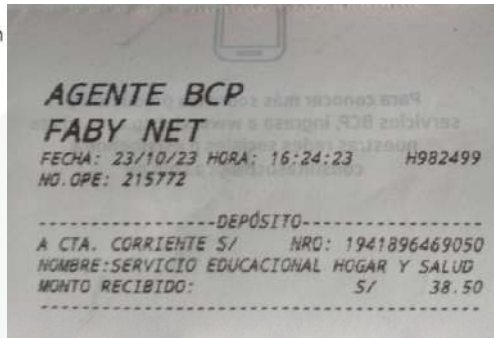 AGENTE BCP
FABY NET
FECHA: 23/10/23 HORA: 16:24:23 H982499
NO.OPE: 215772
DEPÓSITO
A CTA. CORRIENTE S/ NRO: 1941896469050
NOMBRE:SERVICIO EDUCACIONAL HOGAR Y SALUD
MONTO RECIBIDO: S/ 38.50